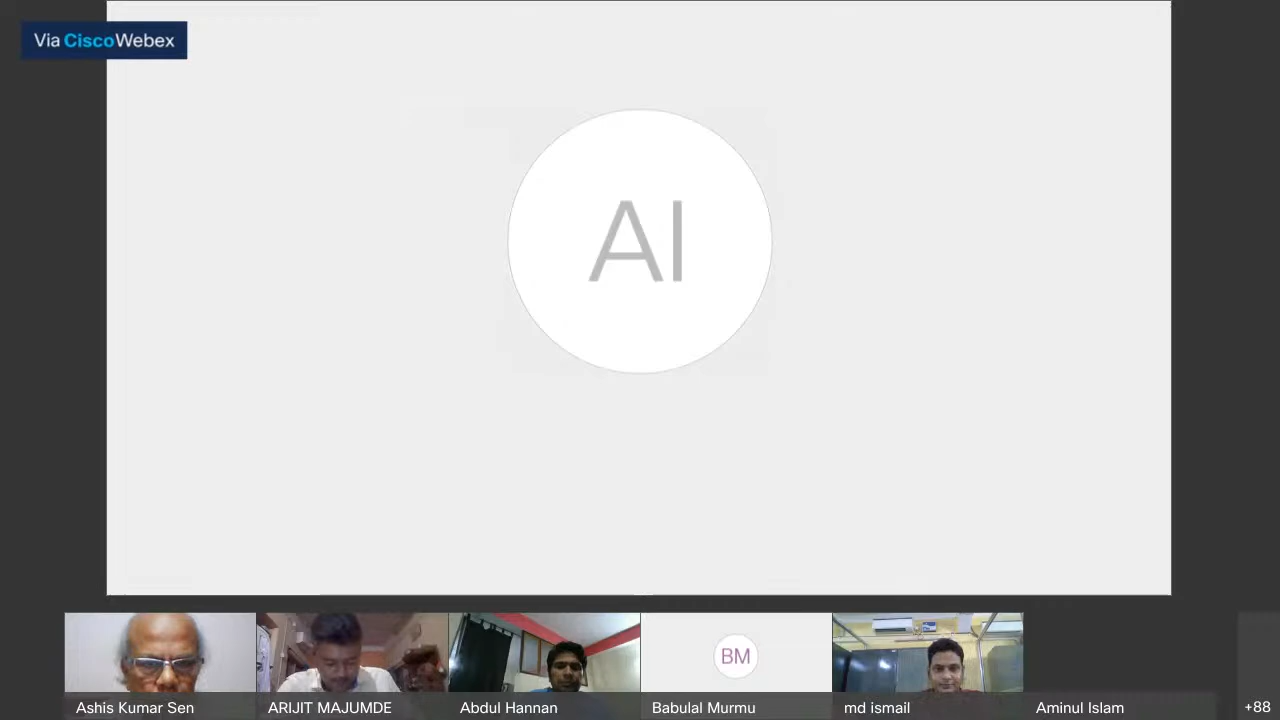 Via CiscoWebex
AI
BM
Ashis Kumar Sen
ARIJIT MAJUMDE
Abdul Hannan
Babulal Murmu
md ismail
Aminul Islam
+88